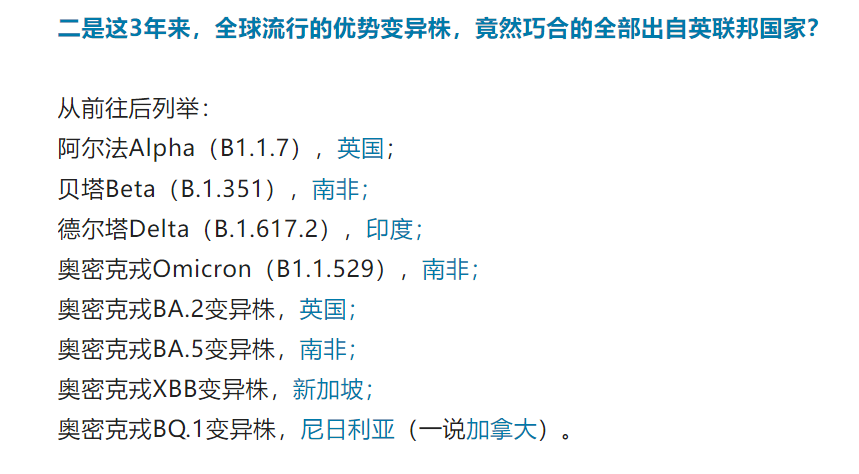 二是这3年来，全球流行的优势变异株，竟然巧合的全部出自英联邦国家？
从前往后列举：
阿尔法Alpha（B1.1.7），英国；
贝塔Beta（B.1.351），南非；
德尔塔Delta（B.1.617.2），印度；
奥密克戎Omicron（B1.1.529），南非；
奥密克戎BA.2变异株，英国；
奥密克戎BA.5变异株，南非；
奥密克戎XBB变异株，新加坡；
奥密克戎BQ.1变异株，尼日利亚（一说加拿大）。